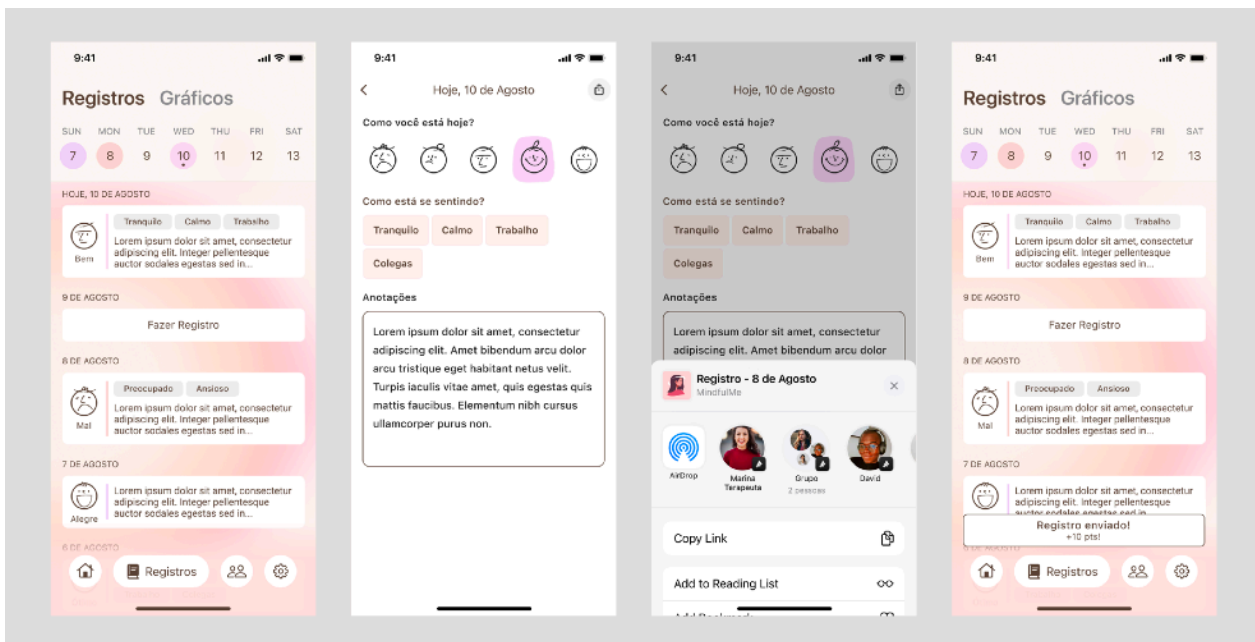 9:41
Registros Gráficos
SUN MON TUE WED THU FRI SAT
7 8 9 10 11 12 13
HOJE, 10 DE AGOSTO
Tranquilo Calmo Trabalho
Lorem ipsum dolor sit amet, consectetur
adipiscing elit. Integer pellentesque
auctor sodales egestas sed in...
Bem
9 DE AGOSTO
Fazer Registro
8 DE AGOSTO
Preocupado Ansioso
Lorem ipsum dolor sit amet, consectetur
adipiscing elit. Integer pellentesque
auctor sodales egestas sed in...
Mal
7 DE AGOSTO
Lorem ipsum dolor sit amet, consectetur
adipiscing elit. Integer pellentesque
auctor sodales egestas sed in...
Alegre
6 DE AGOSTO
Registros
9:41
Hoje, 10 de Agosto
Como você está hoje?
Como está se sentindo?
Tranquilo Calmo Trabalho
Colegas
Anotações
Lorem ipsum dolor sit amet, consectetur
adipiscing elit. Amet bibendum arcu dolor
arcu tristique eget habitant netus velit.
Turpis iaculis vitae amet, quis egestas quis
mattis faucibus. Elementum nibh cursus
ullamcorper purus non.
9:41
Hoje, 10 de Agosto
Como você está hoje?
Como está se sentindo?
Tranquilo Calmo Trabalho
Colegas
Anotações
Lorem ipsum dolor sit amet, consectetur
adipiscing elit. Amet bibendum arcu dolor
Registro - 8 de Agosto
MindfulMe
AirDrop
Marina
Terapeuta
Grupo
2 pessoas
David
Copy Link
Add to Reading List
Add Bookmark
9:41
Registros Gráficos
SUN MON TUE WED THU FRI SAT
7 8 9 10 11 12 13
HOJE, 10 DE AGOSTO
Tranquilo Calmo Trabalho
Lorem ipsum dolor sit amet, consectetur
adipiscing elit. Integer pellentesque
auctor sodales egestas sed in...
Bem
9 DE AGOSTO
Fazer Registro
8 DE AGOSTO
Preocupado Ansioso
Lorem ipsum dolor sit amet, consectetur
adipiscing elit. Integer pellentesque
auctor sodales egestas sed in...
Mal
7 DE AGOSTO
Lorem ipsum dolor sit amet, consectetur
adipiscing elit. Integer pellentesque
auctor sodales egestas sed in...
Registro enviado!
+10 pts!
Registros